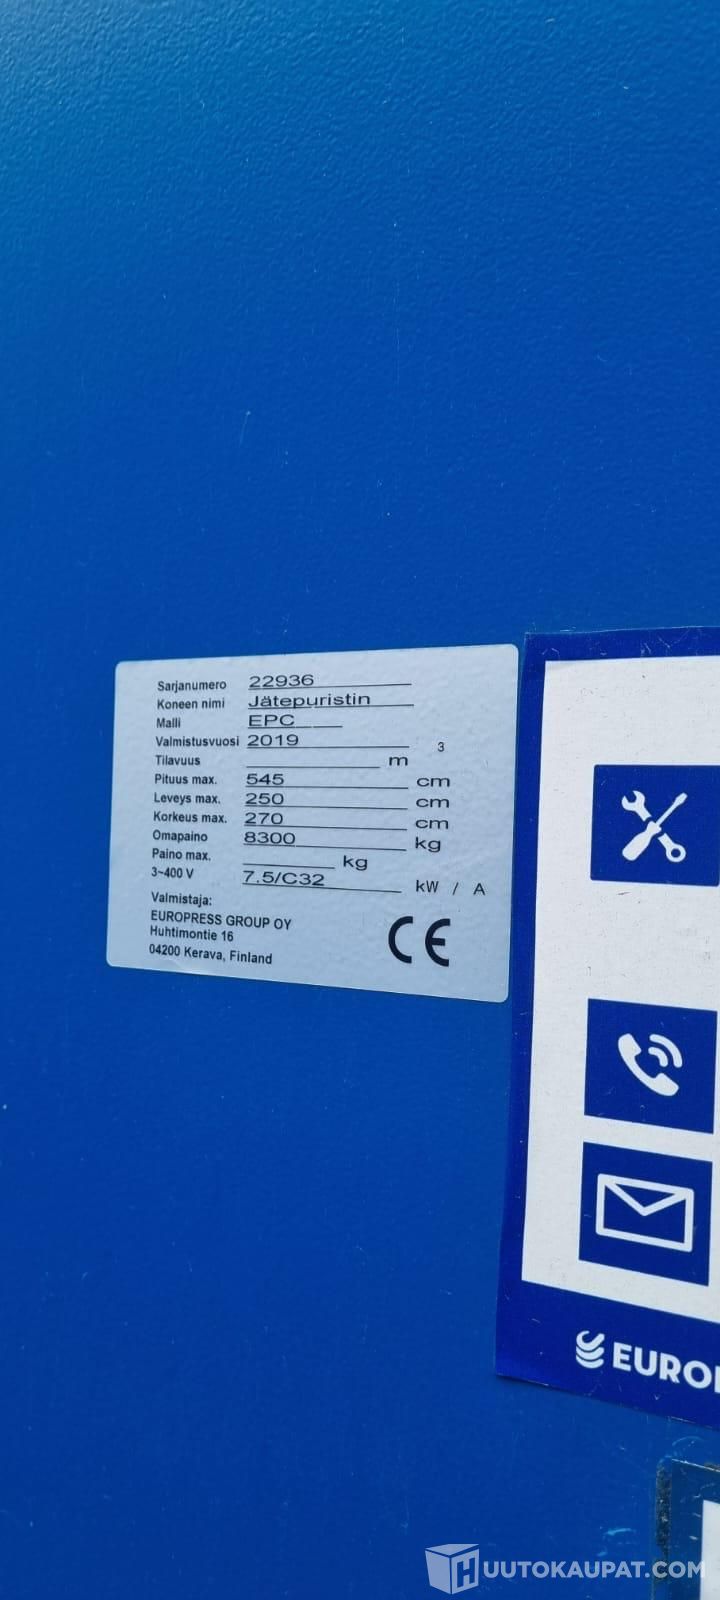 Sarjanumero 22936
Koneen nimi Jätepuristin
Malli EPC
Valmistusvuosi 2019
Tilavuus m 3
Pituus max. 545 cm
Leveys max. 250 cm
Korkeus max. 270 cm
Omapaino 8300 kg
Paino max. kg
3~400 V 7.5/C32 kW / A
Valmistaja:
EUROPRESS GROUP OY
Huhtimontie 16
04200 Kerava, Finland
CE
EURO
HUUTOKAUPAT.COM